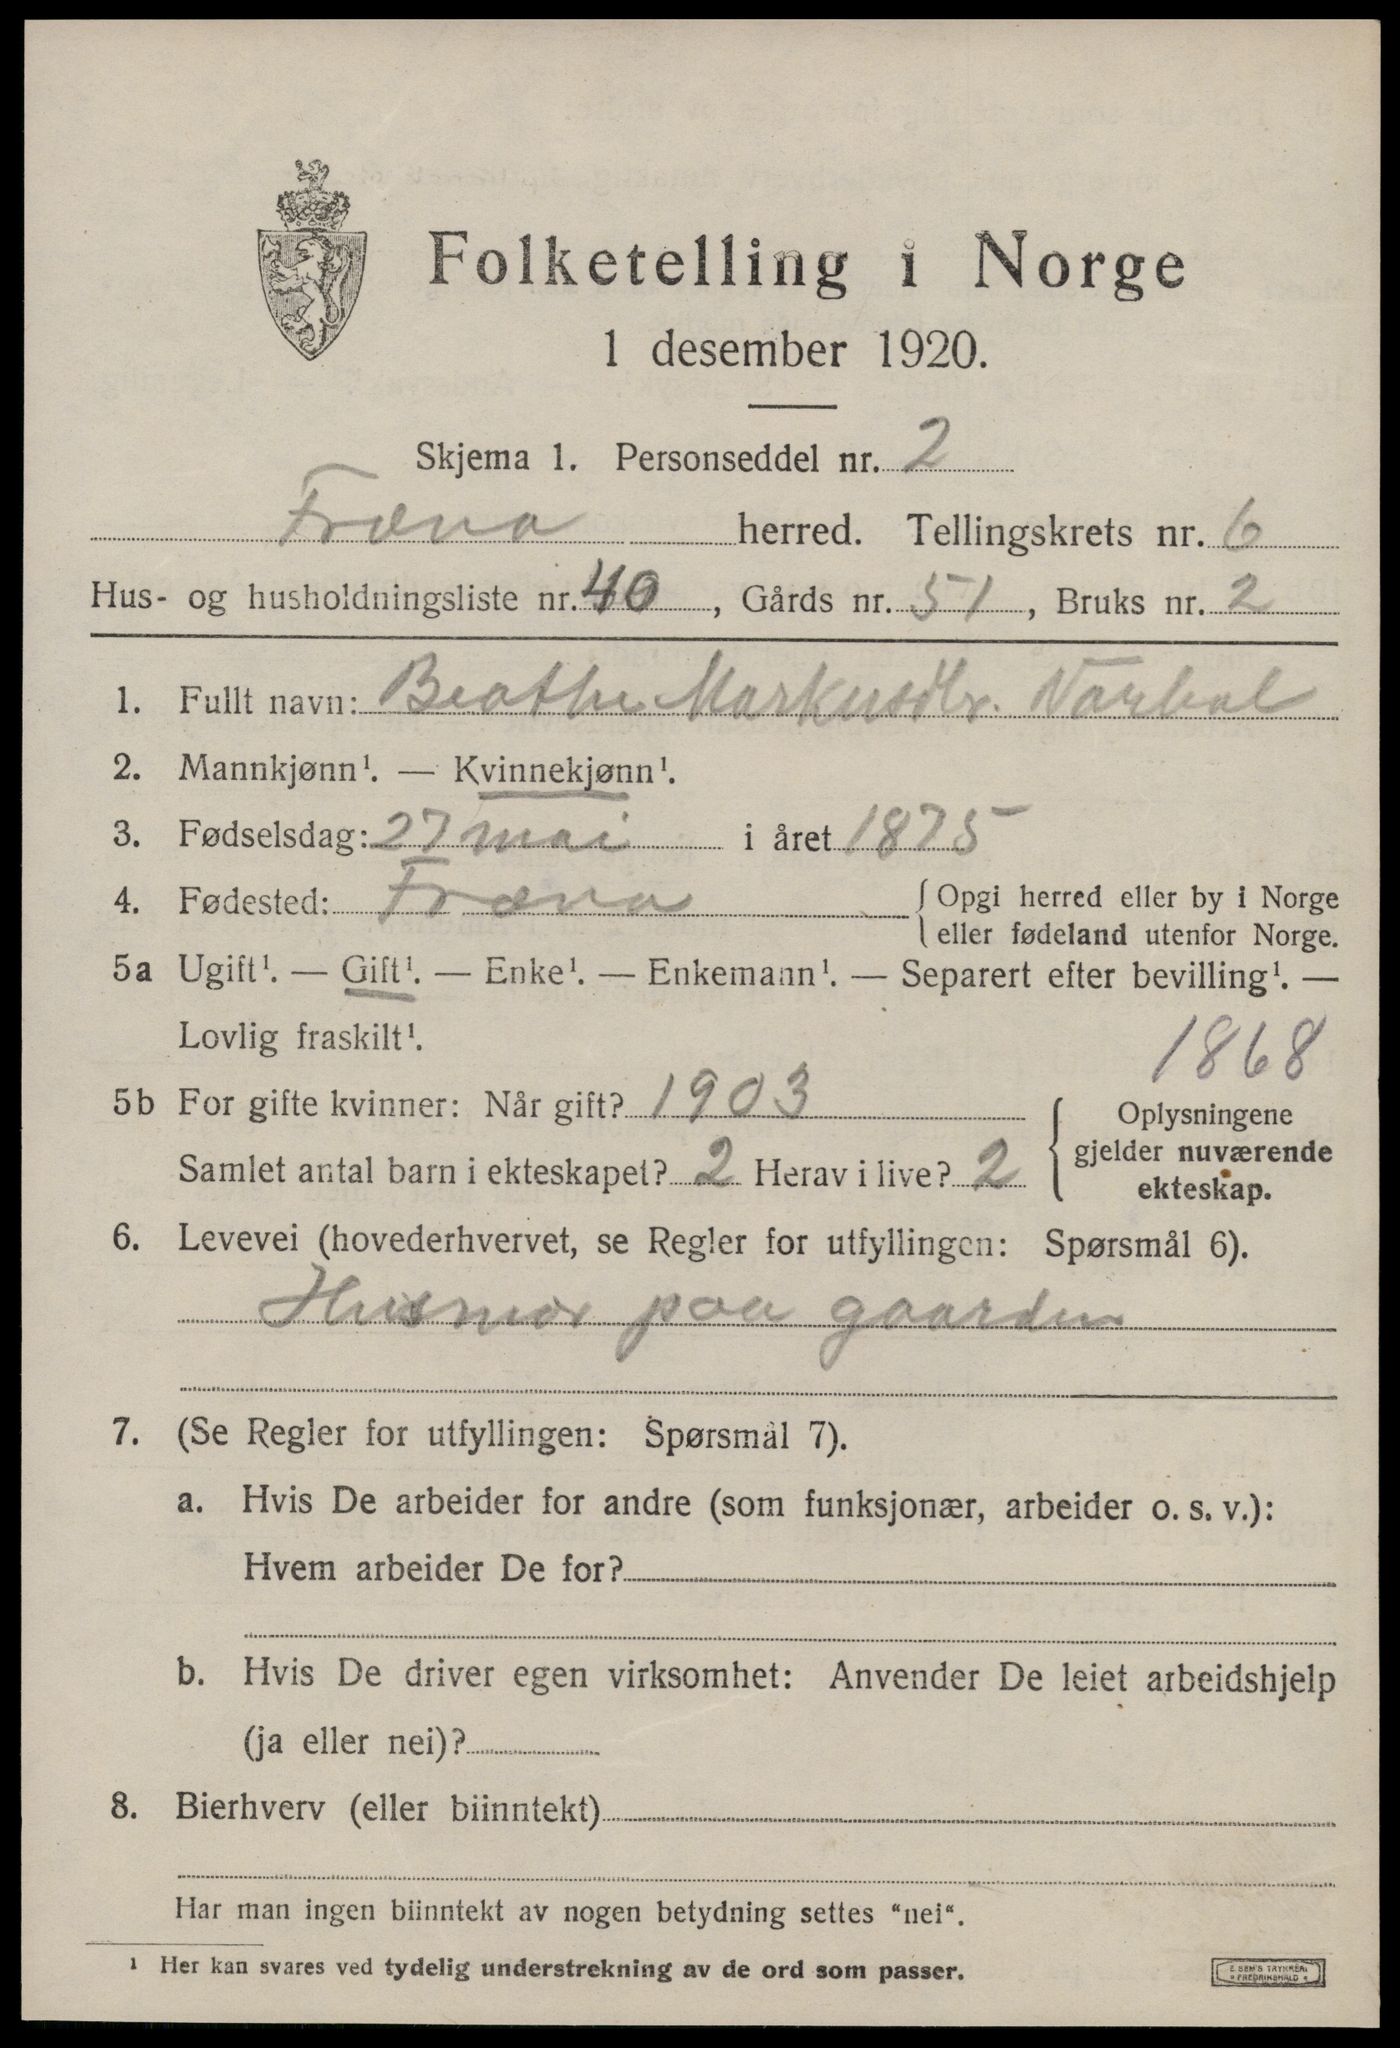 Folketelling i Norge
1 desember 1920.
Skjema 1. Personseddel nr. 2
Fræna herred. Tellingskrets nr. 6
Hus- og husholdningsliste nr. 40, Gårds nr. 51, Bruks nr. 2
1. Fullt navn: Beathe Markusdtr.
2. Mannkjønn¹. — Kvinnekjønn¹.
3. Fødselsdag: 27 mai i året 1875
4. Fødested: Fræna { Opgi herred eller by i Norge
eller fødeland utenfor Norge.
5a Ugift¹. — Gift¹. — Enke¹. — Enkemann¹. — Separert efter bevilling¹. —
Lovlig fraskilt¹.
1868
5b For gifte kvinner: Når gift? 1903
Samlet antal barn i ekteskapet? 2 Herav i live? 2
{ Oplysningene
gjelder nuværende
ekteskap.
6. Levevei (hovederhvervet, se Regler for utfyllingen: Spørsmål 6).
Husmor paa gaarden
7. (Se Regler for utfyllingen: Spørsmål 7).
a. Hvis De arbeider for andre (som funksjonær, arbeider o. s. v.):
Hvem arbeider De for?
b. Hvis De driver egen virksomhet: Anvender De leiet arbeidshjelp
(ja eller nei)?
8. Bierhverv (eller biinntekt)
Har man ingen biinntekt av nogen betydning settes “nei“.
¹ Her kan svares ved tydelig understrekning av de ord som passer.
E. SEM'S TRYKKERI
FREDRIKSHALD